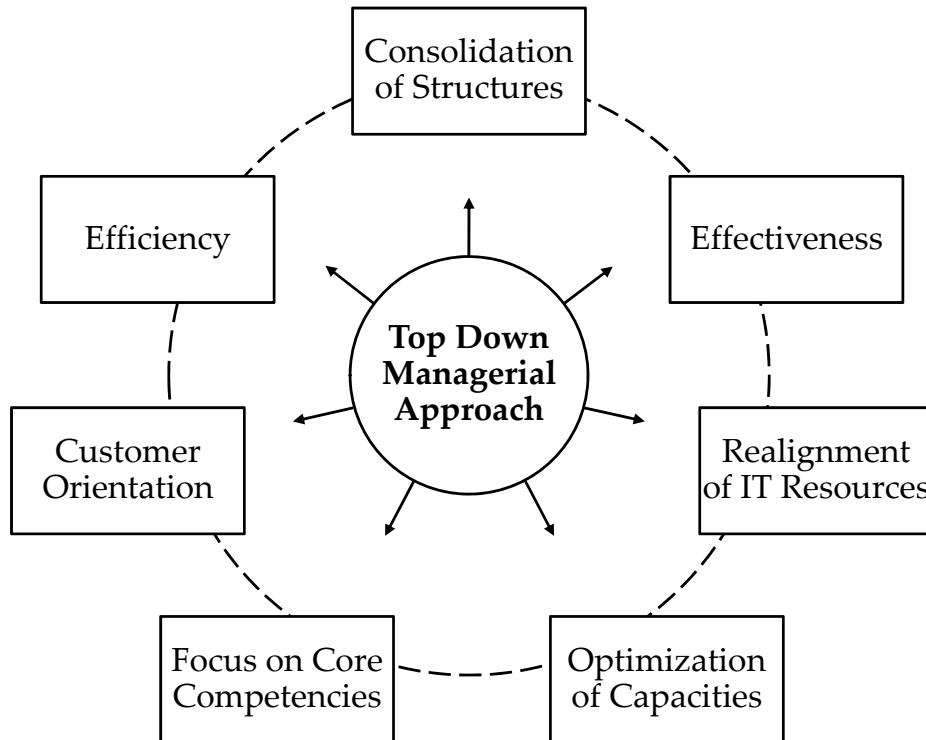 Consolidation
of Structures
Efficiency
Effectiveness
Top Down
Managerial
Approach
Customer
Orientation
Realignment
of IT Resources
Focus on Core
Competencies
Optimization
of Capacities